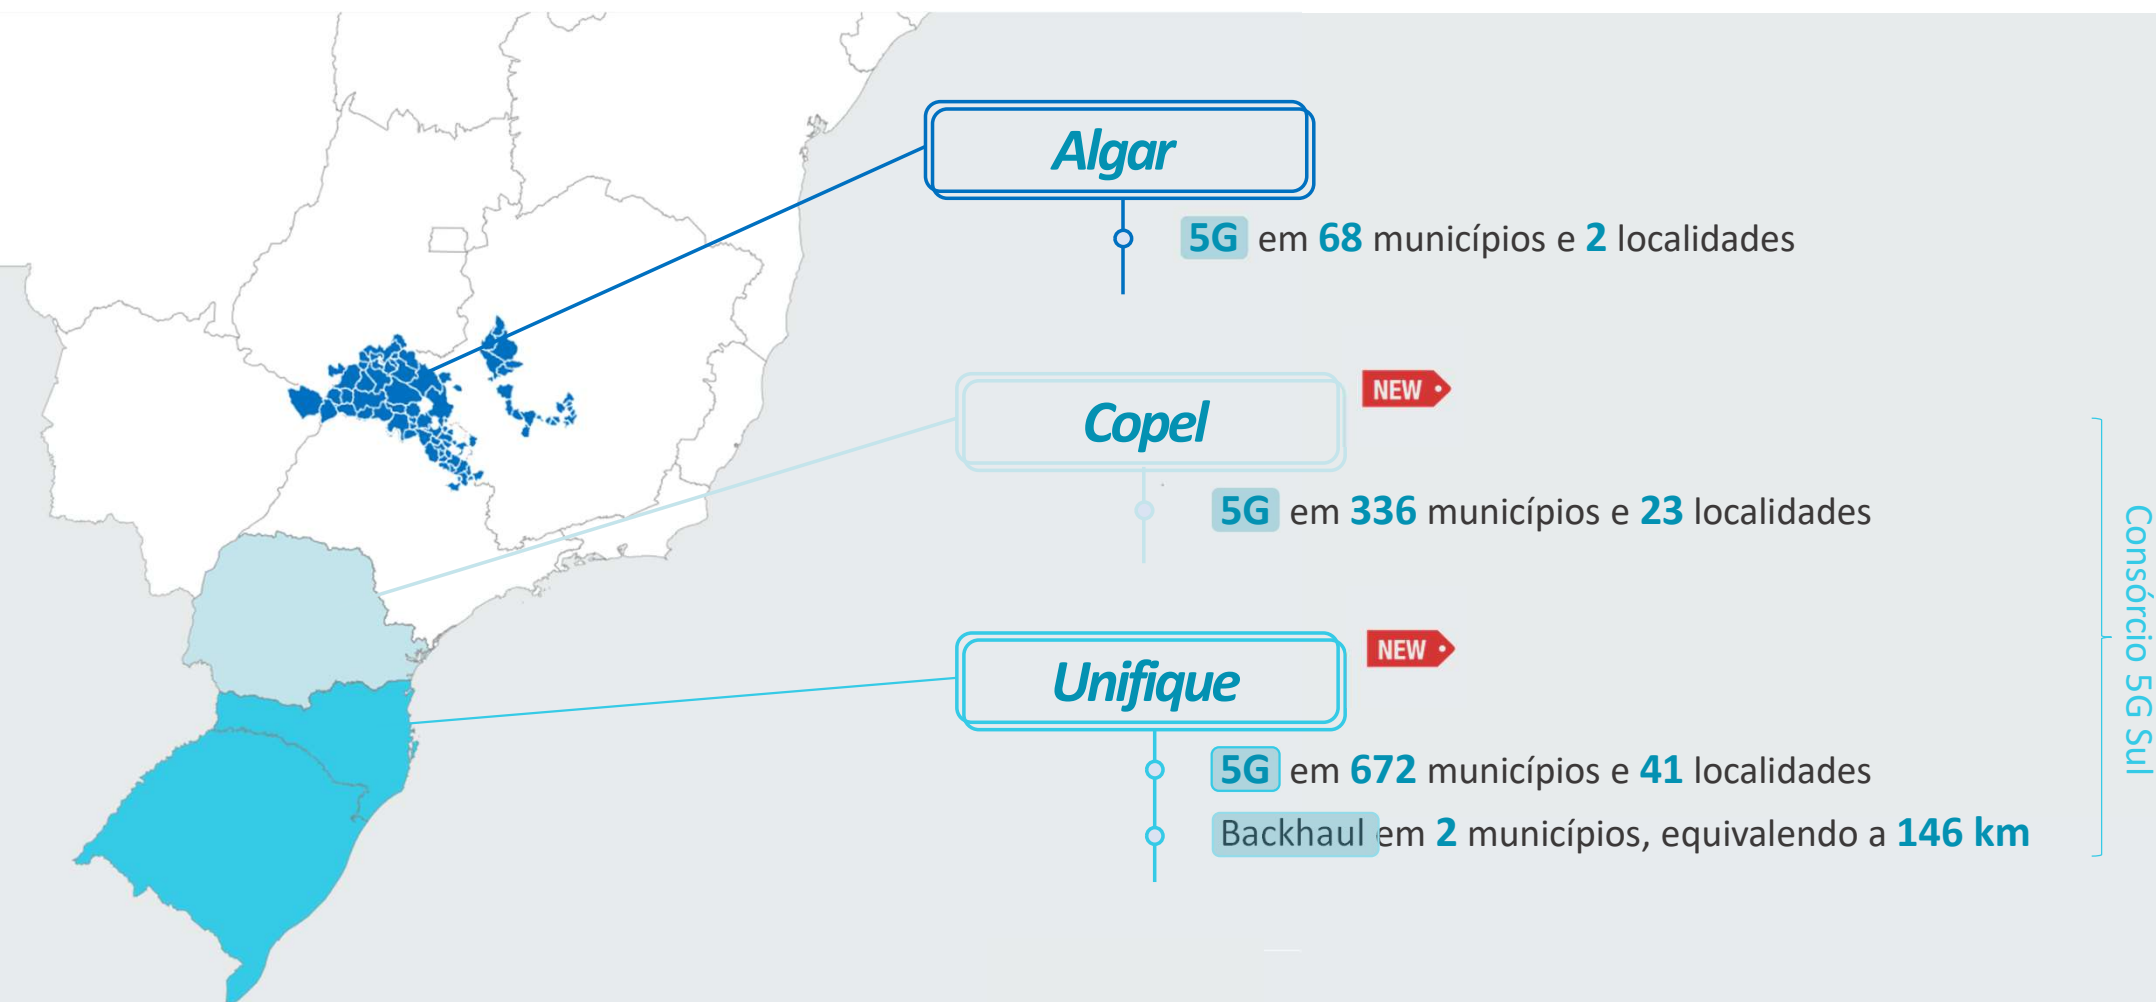 Algar
5G em 68 municípios e 2 localidades
Copel
NEW
5G em 336 municípios e 23 localidades
Unifique
NEW
5G em 672 municípios e 41 localidades
Backhaul em 2 municípios, equivalendo a 146 km
Consórcio 5G Sul